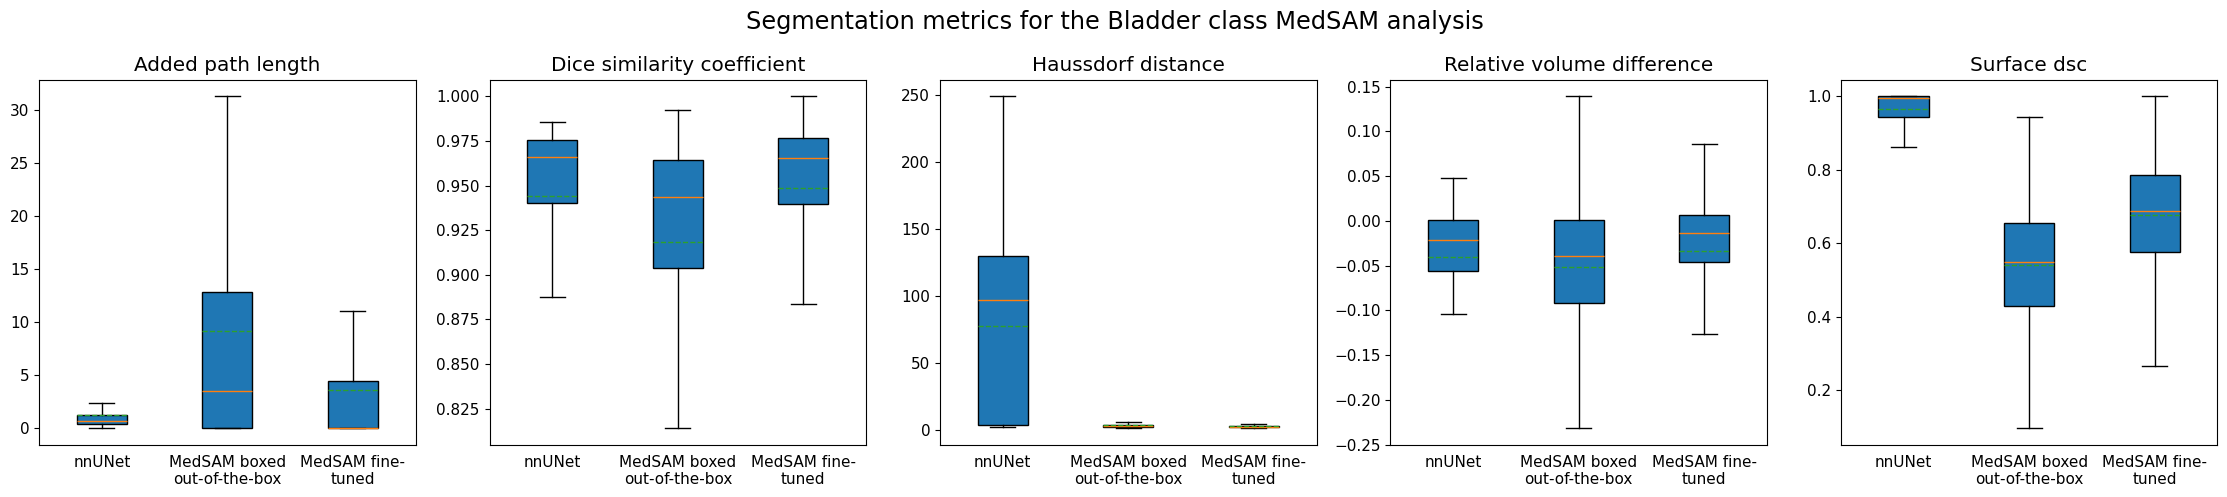 Segmentation metrics for the Bladder class MedSAM analysis
Added path length
30
25
20
15
10
5
0
nnUNet
MedSAM boxed
out-of-the-box
MedSAM fine-
tuned
Dice similarity coefficient
1.000
0.975
0.950
0.925
0.900
0.875
0.850
0.825
nnUNet
MedSAM boxed
out-of-the-box
MedSAM fine-
tuned
Haussdorf distance
250
200
150
100
50
0
nnUNet
MedSAM boxed
out-of-the-box
MedSAM fine-
tuned
Relative volume difference
0.15
0.10
0.05
0.00
−0.05
−0.10
−0.15
−0.20
−0.25
nnUNet
MedSAM boxed
out-of-the-box
MedSAM fine-
tuned
Surface dsc
1.0
0.8
0.6
0.4
0.2
nnUNet
MedSAM boxed
out-of-the-box
MedSAM fine-
tuned